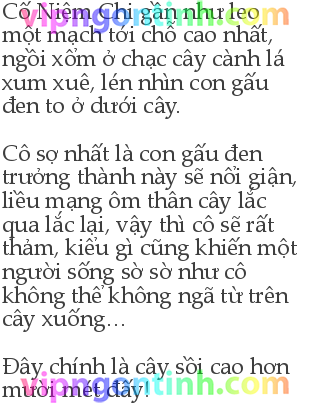 Cố Niệm Chi gần như leo
một mạch tới chỗ cao nhất,
ngồi xổm ở chạc cây cành lá
xum xuê, lén nhìn con gấu
đen to ở dưới cây.
Cô sợ nhất là con gấu đen
trưởng thành này sẽ nổi giận,
liều mạng ôm thân cây lắc
qua lắc lại, vậy thì cô sẽ rất
thảm, kiểu gì cũng khiến một
người sống sờ sờ như cô
không thể không ngã từ trên
cây xuống...
Đây chính là cây sồi cao hơn
mười mét đấy!
vipngontinh.com
vipngontinh.com